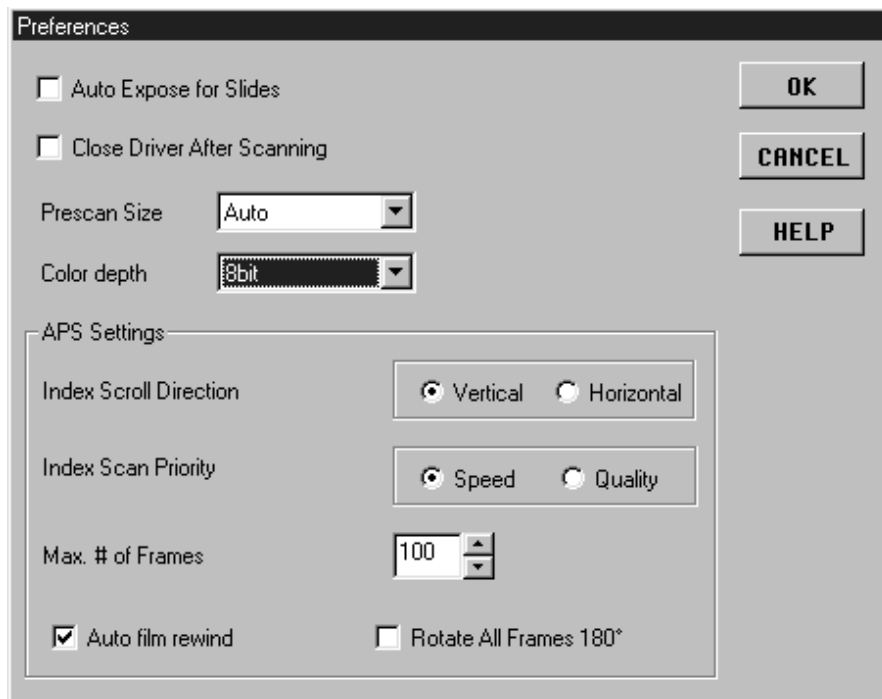 Preferences
Auto Expose for Slides
OK
Close Driver After Scanning
CANCEL
Prescan Size Auto
HELP
Color depth 8bit
APS Settings
Index Scroll Direction Vertical Horizontal
Index Scan Priority Speed Quality
Max. # of Frames 100
Auto film rewind Rotate All Frames 180°